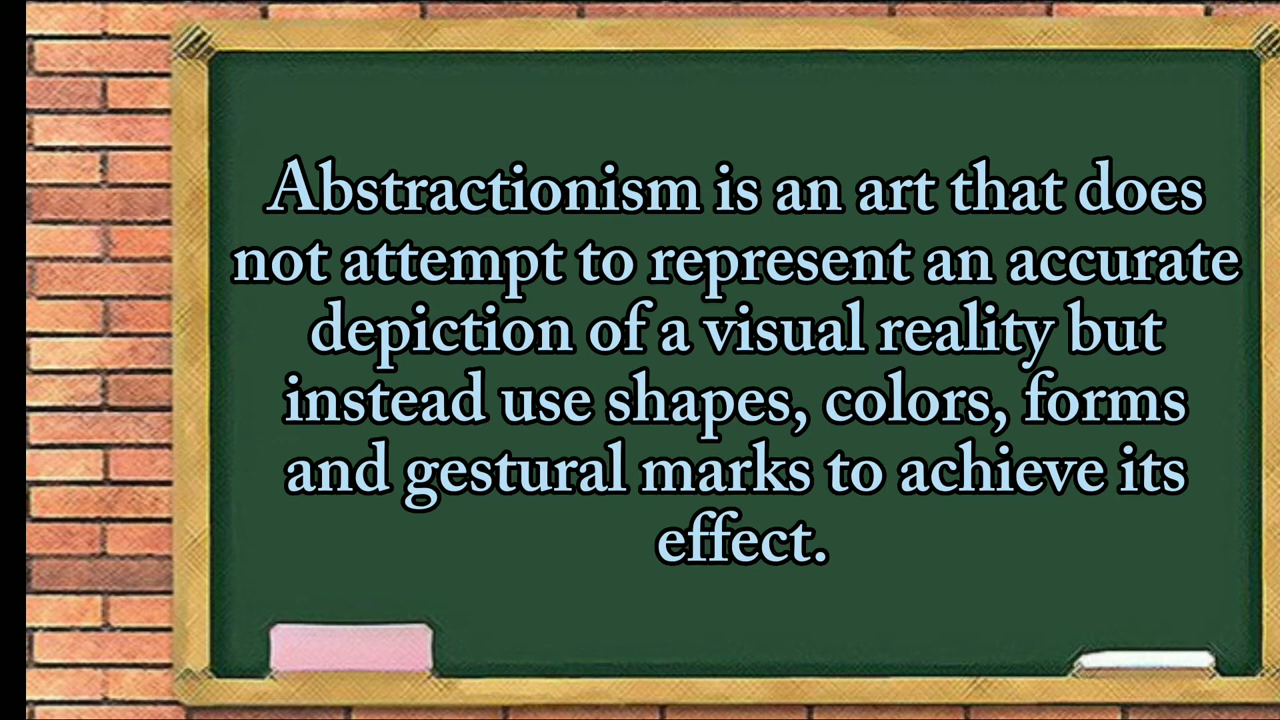 Abstractionism is an art that does
not attempt to represent an accurate
depiction of a visual reality but
instead use shapes, colors, forms
and gestural marks to achieve its
effect.